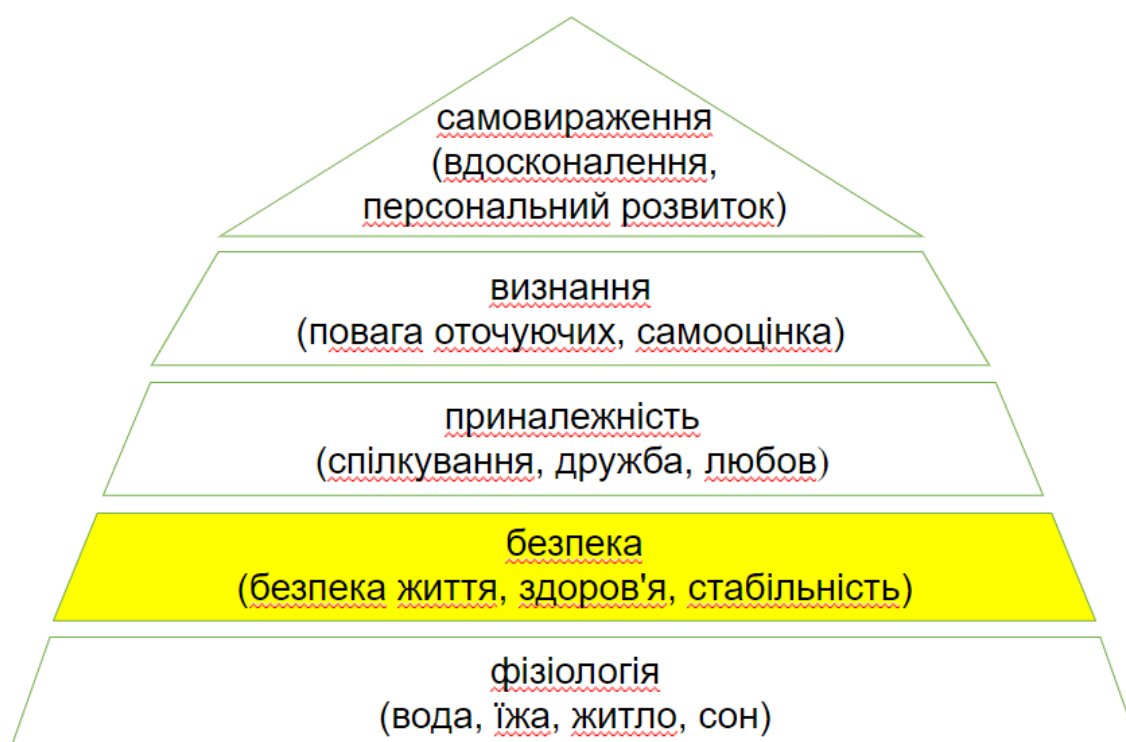 самовираження
(вдосконалення,
персональний розвиток)
визнання
(повага оточуючих, самооцінка)
приналежність
(спілкування, дружба, любов)
безпека
(безпека життя, здоров'я, стабільність)
фізіологія
(вода, їжа, житло, сон)